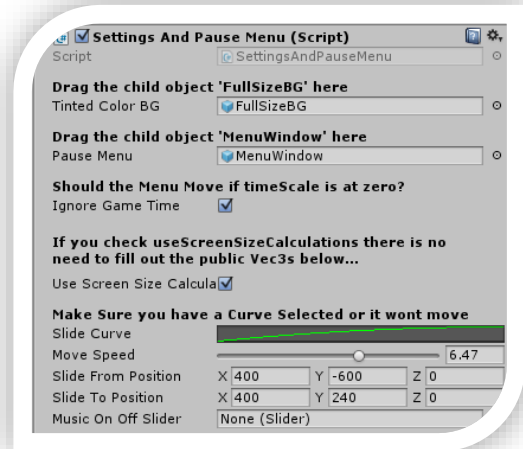 Settings And Pause Menu (Script)
Script SettingsAndPauseMenu
Drag the child object 'FullSizeBG' here
Tinted Color BG FullSizeBG
Drag the child object 'MenuWindow' here
Pause Menu MenuWindow
Should the Menu Move if timeScale is at zero?
Ignore Game Time
If you check useScreenSizeCalculations there is no
need to fill out the public Vec3s below...
Use Screen Size Calcula
Make Sure you have a Curve Selected or it wont move
Slide Curve
Move Speed 6.47
Slide From Position X 400 Y -600 Z 0
Slide To Position X 400 Y 240 Z 0
Music On Off Slider None (Slider)